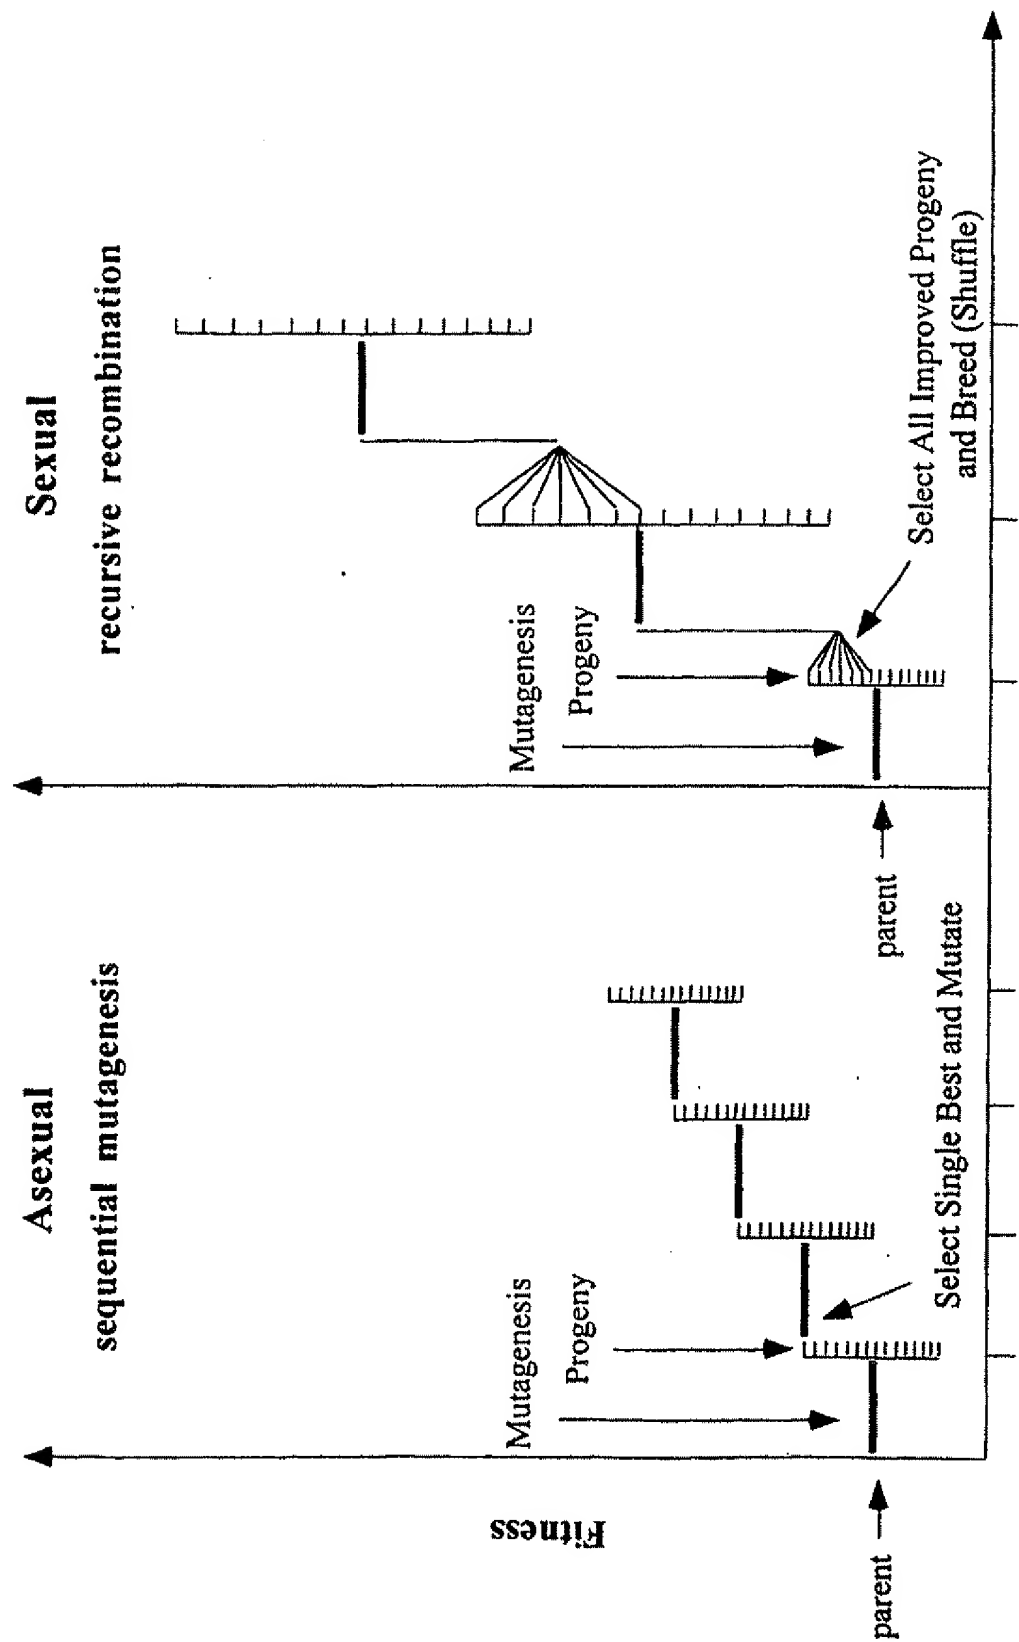 Asexual
sequential mutagenesis
Fitness
Mutagenesis
Progeny
parent
Select Single Best and Mutate
Sexual
recursive recombination
Mutagenesis
Progeny
parent
Select All Improved Progeny
and Breed (Shuffle)